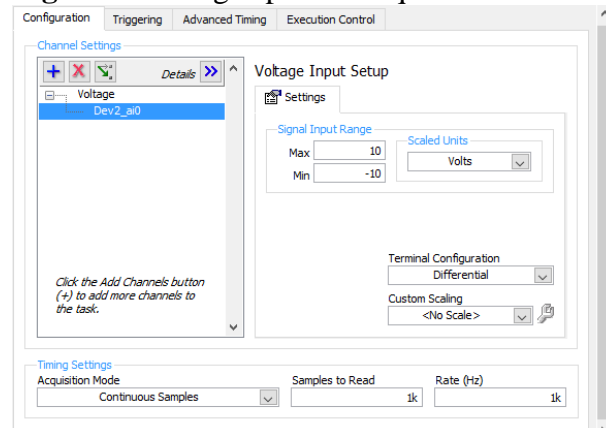 Configuration Triggering Advanced Timing Execution Control
Channel Settings
Details
Voltage
Dev2_ai0
Click the Add Channels button
(+) to add more channels to
the task.
Voltage Input Setup
Settings
Signal Input Range
Max 10
Min -10
Scaled Units
Volts
Terminal Configuration
Differential
Custom Scaling
<No Scale>
Timing Settings
Acquisition Mode Samples to Read Rate (Hz)
Continuous Samples 1k 1k